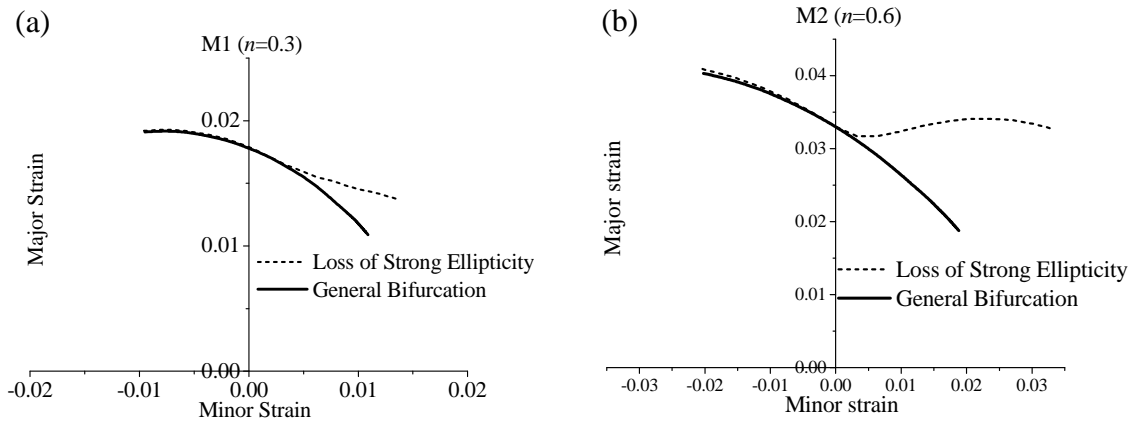 (a)
M1 (n=0.3)
Major Strain
0.02
0.01
0.00
Loss of Strong Ellipticity
General Bifurcation
-0.02 -0.01 0.00 0.01 0.02
Minor Strain
(b)
M2 (n=0.6)
Major strain
0.04
0.03
0.02
0.01
0.00
Loss of Strong Ellipticity
General Bifurcation
-0.03 -0.02 -0.01 0.00 0.01 0.02 0.03
Minor strain